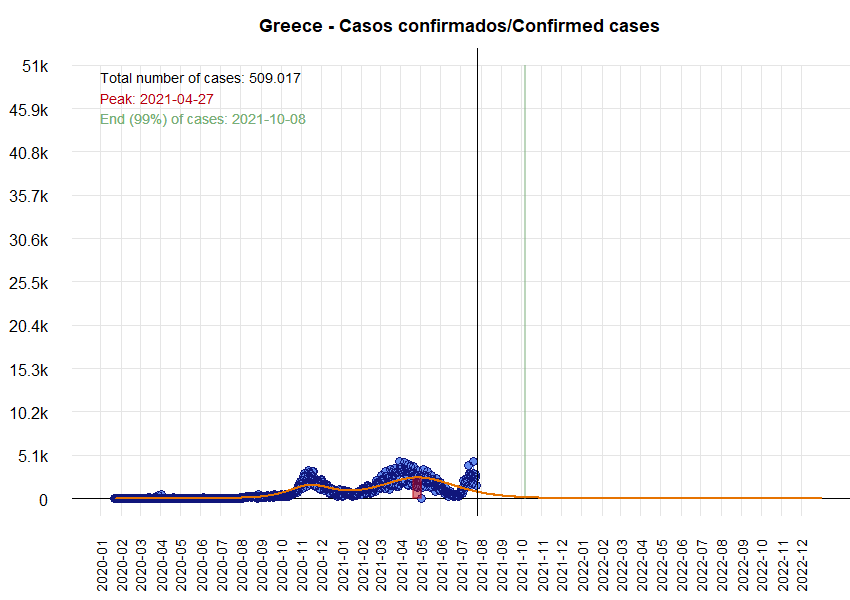 Greece - Casos confirmados/Confirmed cases
51k
45.9k
40.8k
35.7k
30.6k
25.5k
20.4k
15.3k
10.2k
5.1k
0
Total number of cases: 509.017
Peak: 2021-04-27
End (99%) of cases: 2021-10-08
2020-01
2020-02
2020-03
2020-04
2020-05
2020-06
2020-07
2020-08
2020-09
2020-10
2020-11
2020-12
2021-01
2021-02
2021-03
2021-04
2021-05
2021-06
2021-07
2021-08
2021-09
2021-10
2021-11
2021-12
2022-02
2022-03
2022-04
2022-05
2022-06
2022-07
2022-08
2022-09
2022-10
2022-11
2022-12